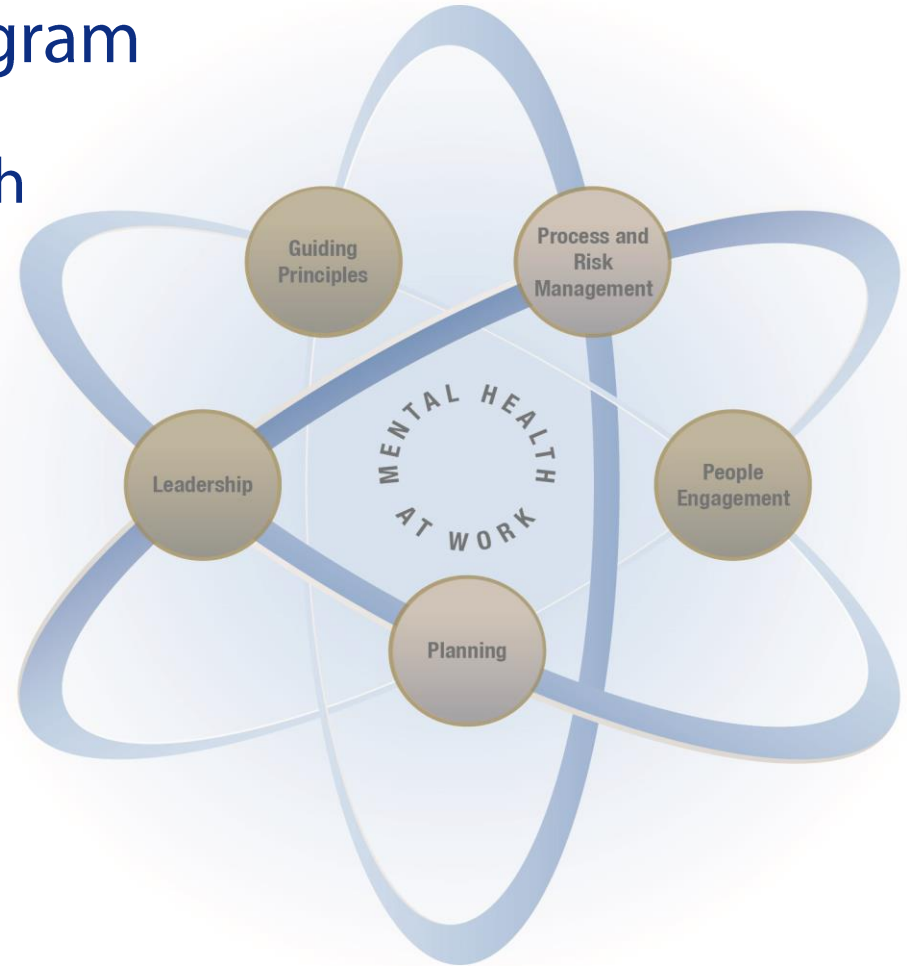 gram
h
Guiding
Principles
Process and
Risk
Management
MENTAL HEALTH
AT WORK
Leadership
People
Engagement
Planning